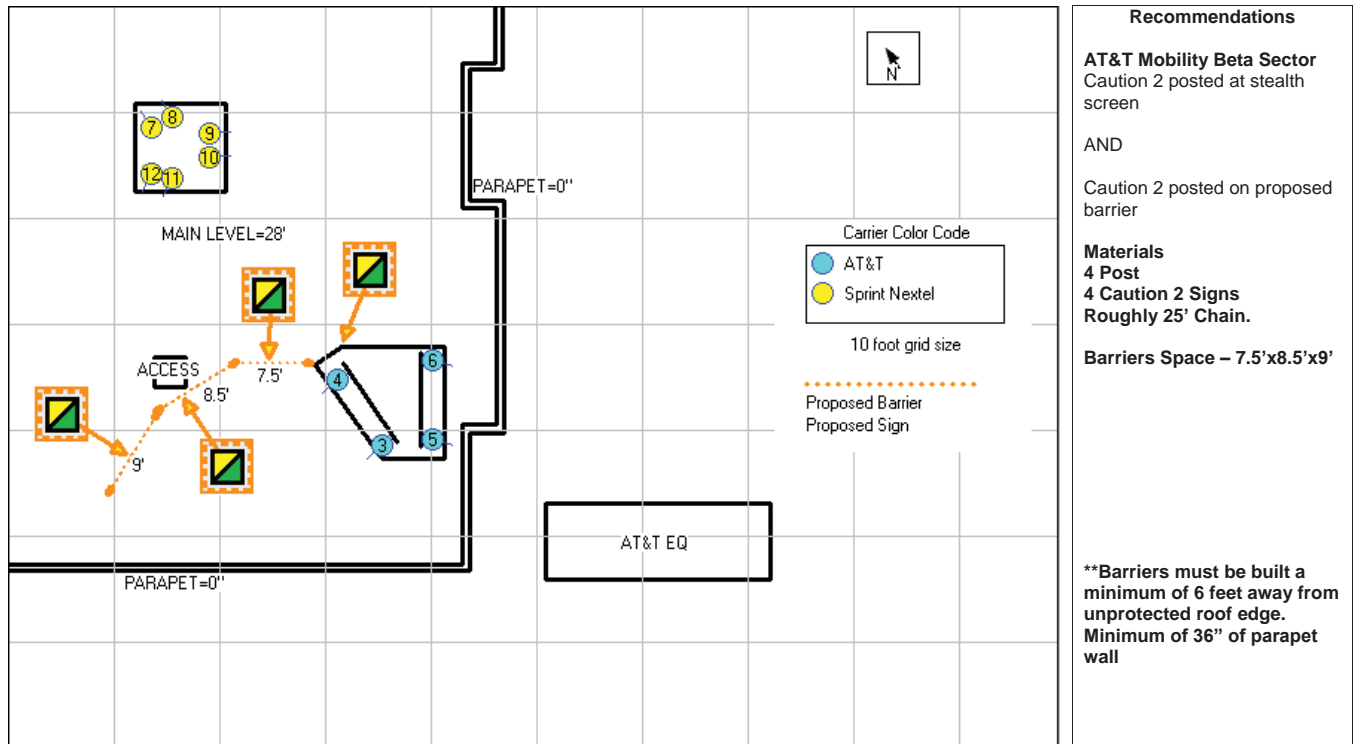 N
7
8
9
10
12
11
PARAPET=0"
MAIN LEVEL=28'
Carrier Color Code
AT&T
Sprint Nextel
10 foot grid size
Proposed Barrier
Proposed Sign
ACCESS
7.5'
8.5'
9'
6
4
3
5
AT&T EQ
PARAPET=0"
Recommendations
AT&T Mobility Beta Sector
Caution 2 posted at stealth
screen
AND
Caution 2 posted on proposed
barrier
Materials
4 Post
4 Caution 2 Signs
Roughly 25’ Chain.
Barriers Space – 7.5’x8.5’x9’
**Barriers must be built a
minimum of 6 feet away from
unprotected roof edge.
Minimum of 36” of parapet
wall